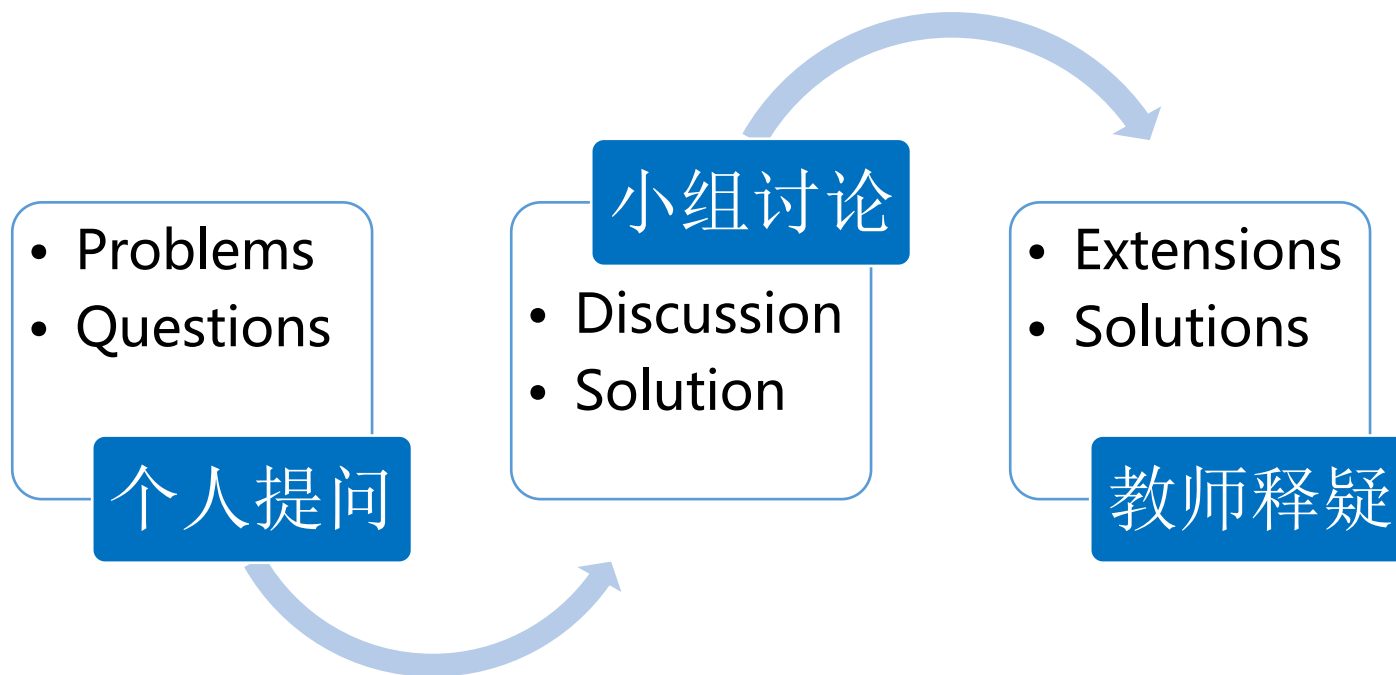 • Problems
• Questions
个人提问
小组讨论
• Discussion
• Solution
• Extensions
• Solutions
教师释疑